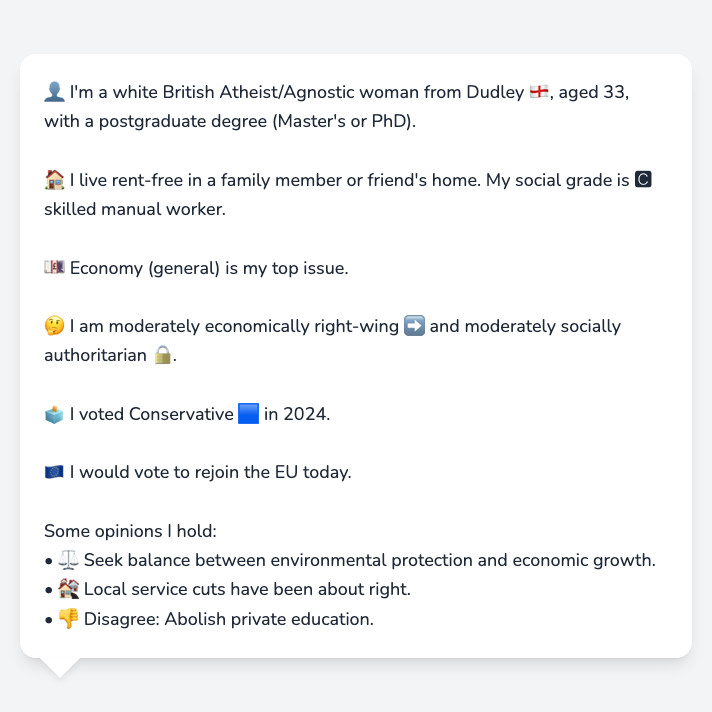 👤 I'm a white British Atheist/Agnostic woman from Dudley 🏴󠁧󠁢󠁥󠁮󠁧󠁿, aged 33,
with a postgraduate degree (Master's or PhD).
🏠 I live rent-free in a family member or friend's home. My social grade is 🅲
skilled manual worker.
💷 Economy (general) is my top issue.
🤔 I am moderately economically right-wing ➡️ and moderately socially
authoritarian 🔒.
🗳️ I voted Conservative 🟦 in 2024.
🇪🇺 I would vote to rejoin the EU today.
Some opinions I hold:
• ⚖️ Seek balance between environmental protection and economic growth.
• 🏘️ Local service cuts have been about right.
• 👎 Disagree: Abolish private education.